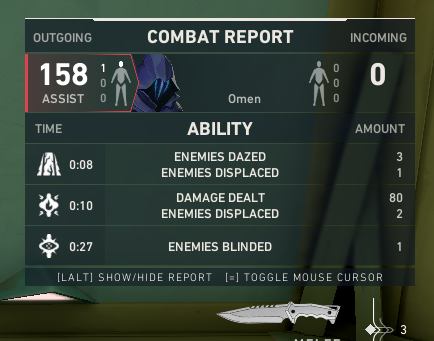 OUTGOING COMBAT REPORT INCOMING
158 1 0 0 0
ASSIST 0 Omen 0
0 0
TIME ABILITY AMOUNT
0:08 ENEMIES DAZED 3
ENEMIES DISPLACED 1
0:10 DAMAGE DEALT 80
ENEMIES DISPLACED 2
0:27 ENEMIES BLINDED 1
[LALT] SHOW/HIDE REPORT [=] TOGGLE MOUSE CURSOR
3
MELEE